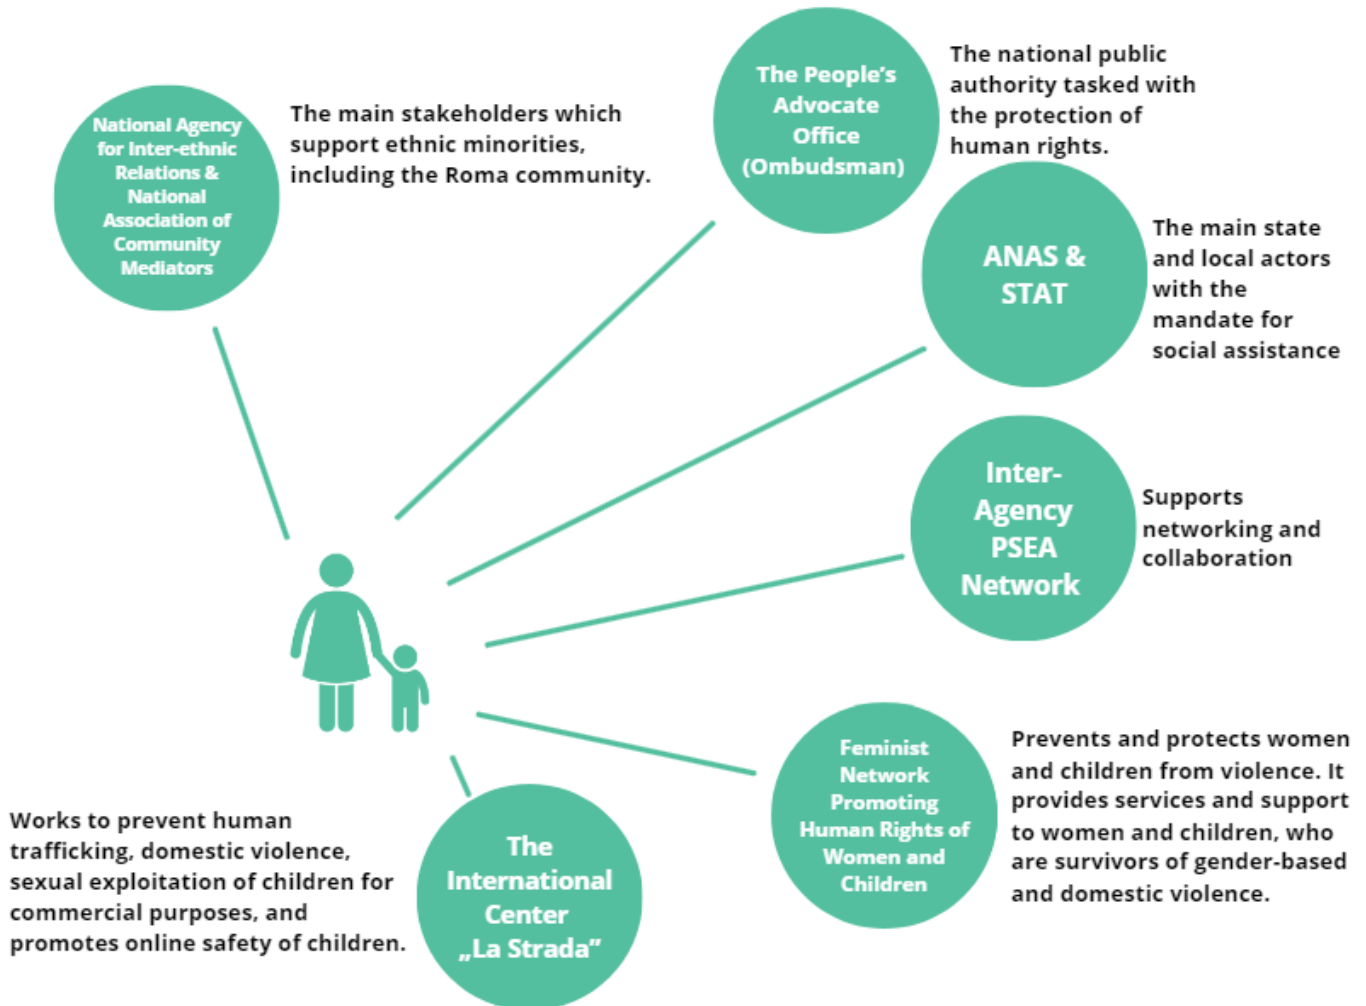 National Agency
for Inter-ethnic
Relations &
National
Association of
Community
Mediators
The main stakeholders which
support ethnic minorities,
including the Roma community.
The People’s
Advocate
Office
(Ombudsman)
The national public
authority tasked with
the protection of
human rights.
ANAS &
STAT
The main state
and local actors
with the
mandate for
social assistance
Inter-
Agency
PSEA
Network
Supports
networking and
collaboration
Feminist
Network
Promoting
Human Rights of
Women and
Children
Prevents and protects women
and children from violence. It
provides services and support
to women and children, who
are survivors of gender-based
and domestic violence.
The
International
Center
„La Strada”
Works to prevent human
trafficking, domestic violence,
sexual exploitation of children for
commercial purposes, and
promotes online safety of children.